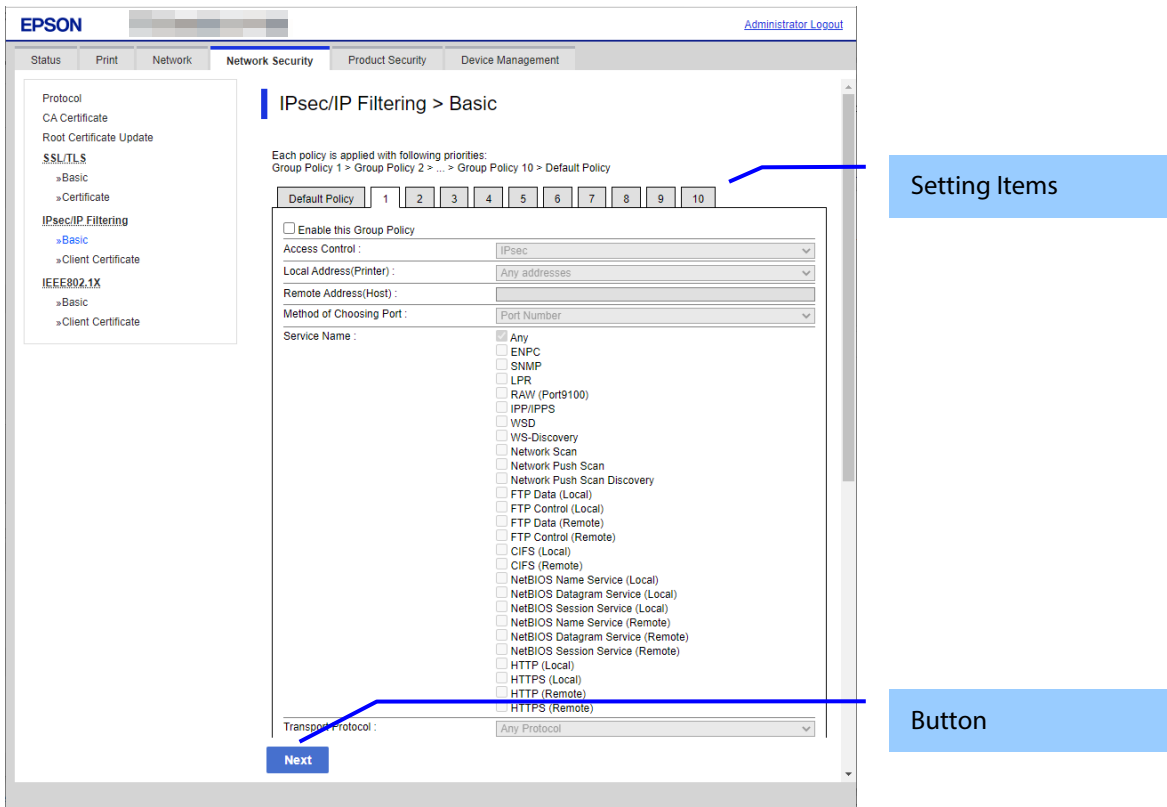 EPSON
Administrator Logout
Status Print Network Network Security Product Security Device Management
Protocol
CA Certificate
Root Certificate Update
SSL/TLS
»Basic
»Certificate
IPsec/IP Filtering
»Basic
»Client Certificate
IEEE802.1X
»Basic
»Client Certificate
IPsec/IP Filtering > Basic
Each policy is applied with following priorities:
Group Policy 1 > Group Policy 2 > ... > Group Policy 10 > Default Policy
Default Policy 1 2 3 4 5 6 7 8 9 10
Enable this Group Policy
Access Control : IPsec
Local Address(Printer) : Any addresses
Remote Address(Host) :
Method of Choosing Port : Port Number
Service Name : Any
ENPC
SNMP
LPR
RAW (Port9100)
IPP/IPPS
WSD
WS-Discovery
Network Scan
Network Push Scan
Network Push Scan Discovery
FTP Data (Local)
FTP Control (Local)
FTP Data (Remote)
FTP Control (Remote)
CIFS (Local)
CIFS (Remote)
NetBIOS Name Service (Local)
NetBIOS Datagram Service (Local)
NetBIOS Session Service (Local)
NetBIOS Name Service (Remote)
NetBIOS Datagram Service (Remote)
NetBIOS Session Service (Remote)
HTTP (Local)
HTTPS (Local)
HTTP (Remote)
HTTPS (Remote)
Transport Protocol : Any Protocol
Next
Setting Items
Button